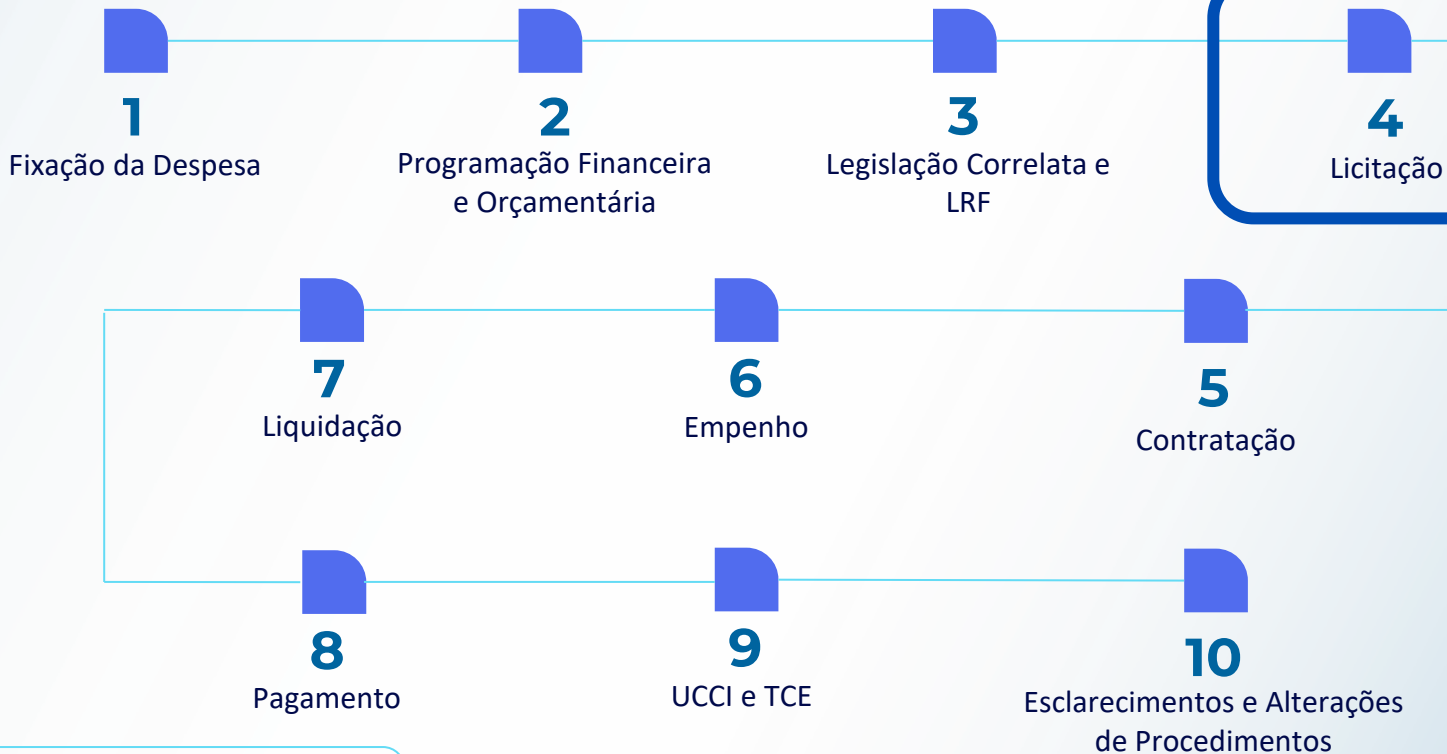 1
Fixação da Despesa
2
Programação Financeira
e Orçamentária
3
Legislação Correlata e
LRF
4
Licitação
7
Liquidação
6
Empenho
5
Contratação
8
Pagamento
9
UCCI e TCE
10
Esclarecimentos e Alterações
de Procedimentos